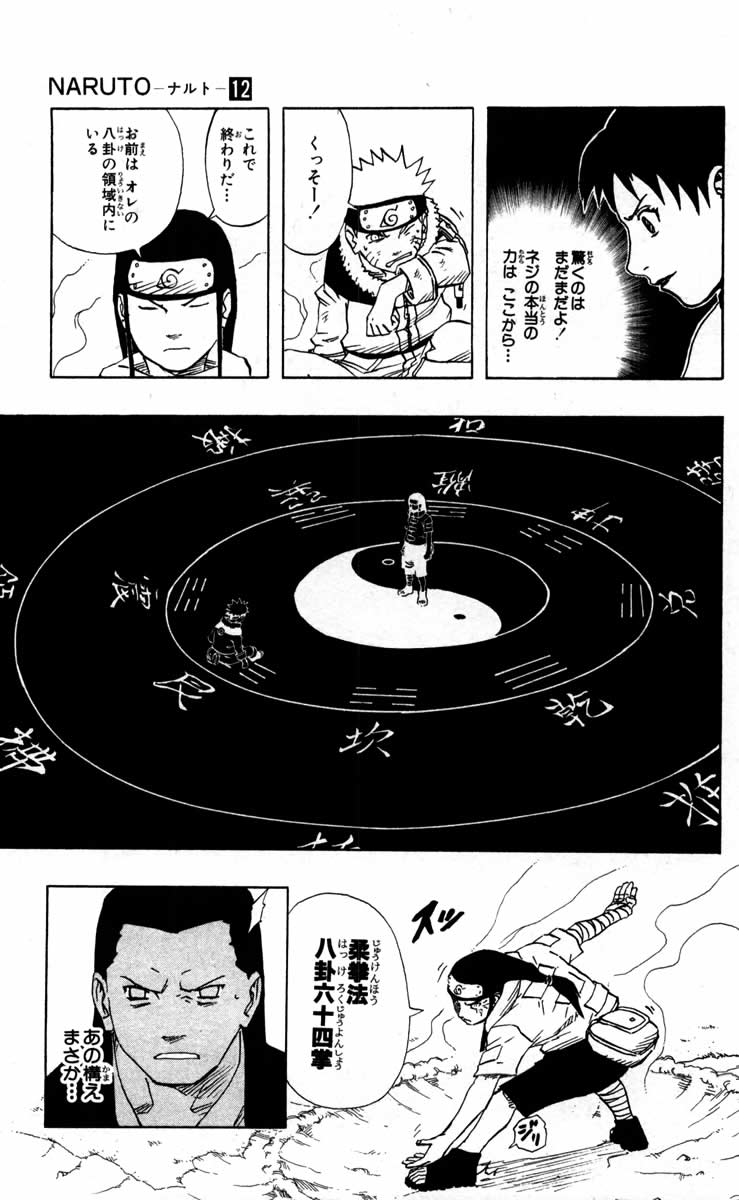 NARUTO―ナルト―12
驚くのは
まだまだよ!
ネジの本当の
力は ここから…
くっそー!
これで
終わりだ…
お前は オレの
八卦の領域内に
いる
巽
離
坤
震
兌
艮
乾
坎
スッ
柔拳法
八卦六十四掌
あの構え
まさか…
ジリ